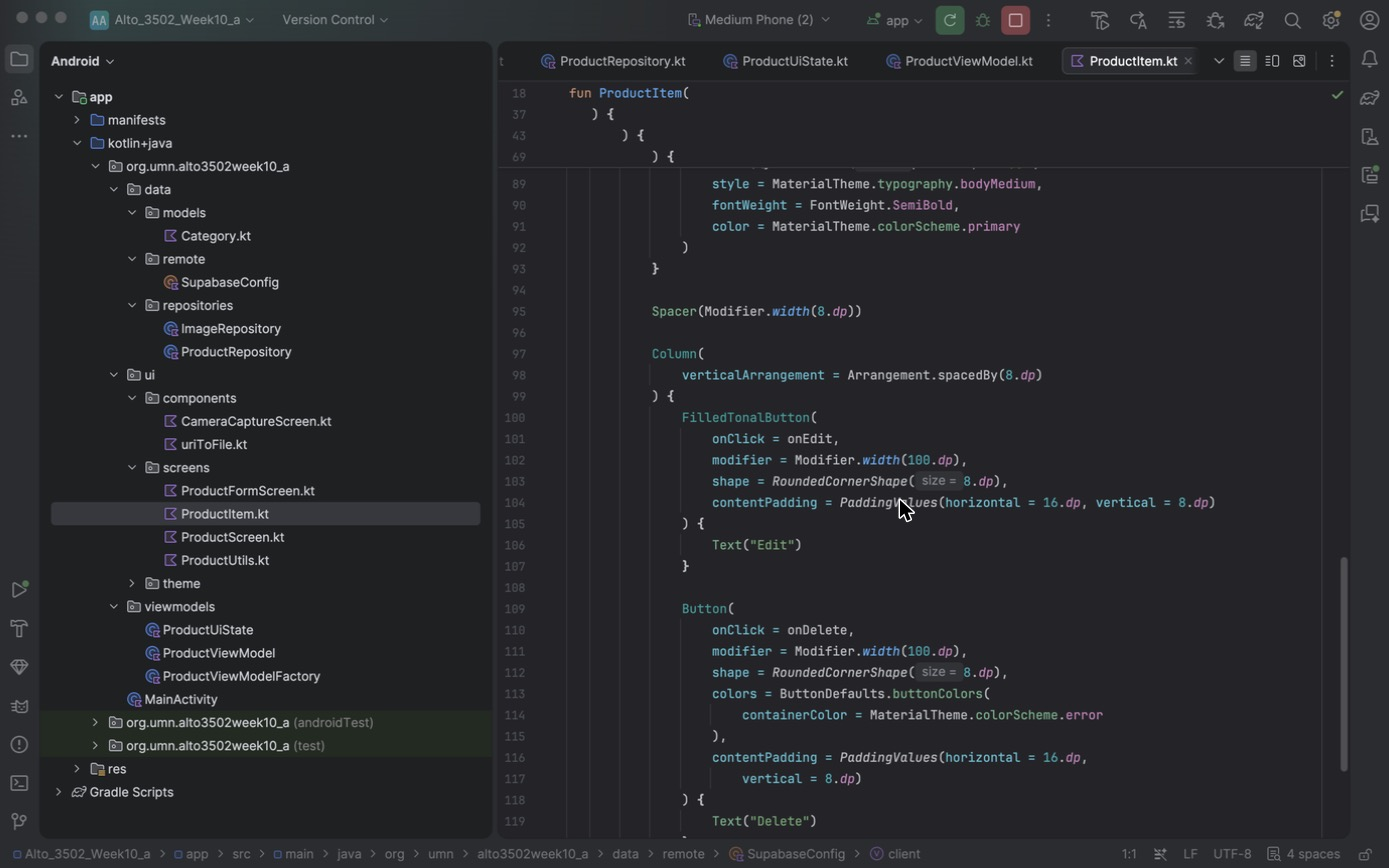 AA Alto_3502_Week10_a Version Control Medium Phone (2) app
Android
t ProductRepository.kt ProductUiState.kt ProductViewModel.kt ProductItem.kt
app
manifests
kotlin+java
org.umn.alto3502week10_a
data
models
Category.kt
remote
SupabaseConfig
repositories
ImageRepository
ProductRepository
ui
components
CameraCaptureScreen.kt
uriToFile.kt
screens
ProductFormScreen.kt
ProductItem.kt
ProductScreen.kt
ProductUtils.kt
theme
viewmodels
ProductUiState
ProductViewModel
ProductViewModelFactory
MainActivity
org.umn.alto3502week10_a (androidTest)
org.umn.alto3502week10_a (test)
res
Gradle Scripts
18 fun ProductItem(
37 ) {
43 ) {
69 ) {
89 style = MaterialTheme.typography.bodyMedium,
90 fontWeight = FontWeight.SemiBold,
91 color = MaterialTheme.colorScheme.primary
92 )
93 }
94
95 Spacer(Modifier.width(8.dp))
96
97 Column(
98 verticalArrangement = Arrangement.spacedBy(8.dp)
99 ) {
100 FilledTonalButton(
101 onClick = onEdit,
102 modifier = Modifier.width(100.dp),
103 shape = RoundedCornerShape( size = 8.dp),
104 contentPadding = PaddingValues(horizontal = 16.dp, vertical = 8.dp)
105 ) {
106 Text("Edit")
107 }
108
109 Button(
110 onClick = onDelete,
111 modifier = Modifier.width(100.dp),
112 shape = RoundedCornerShape( size = 8.dp),
113 colors = ButtonDefaults.buttonColors(
114 containerColor = MaterialTheme.colorScheme.error
115 ),
116 contentPadding = PaddingValues(horizontal = 16.dp,
117 vertical = 8.dp)
118 ) {
119 Text("Delete")
Alto_3502_Week10_a > app > src > main > java > org > umn > alto3502week10_a > data > remote > SupabaseConfig > client 1:1 LF UTF-8 4 spaces